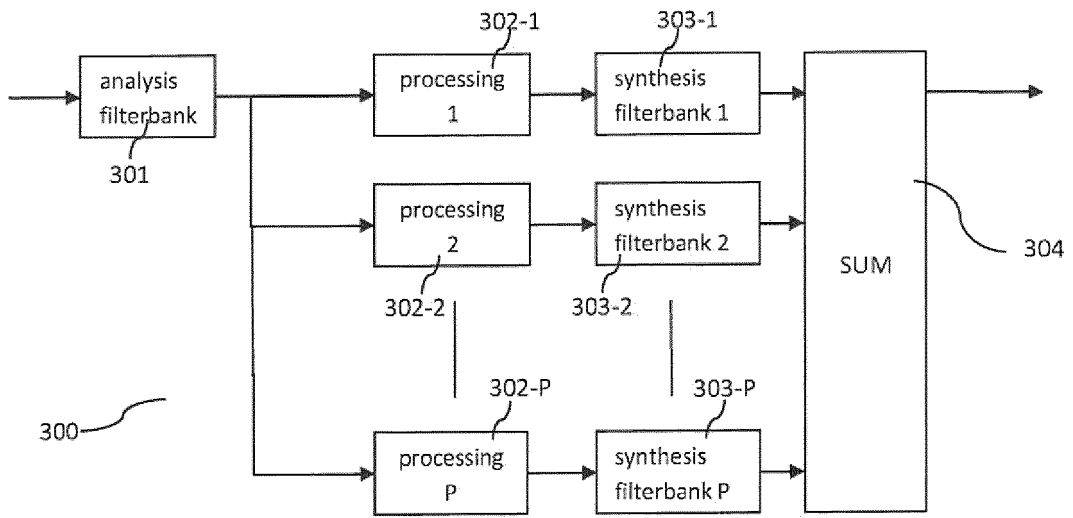 302-1
303-1
analysis
filterbank
processing
1
synthesis
filterbank 1
301
processing
2
synthesis
filterbank 2
304
SUM
302-2
303-2
302-P
303-P
300
processing
P
synthesis
filterbank P